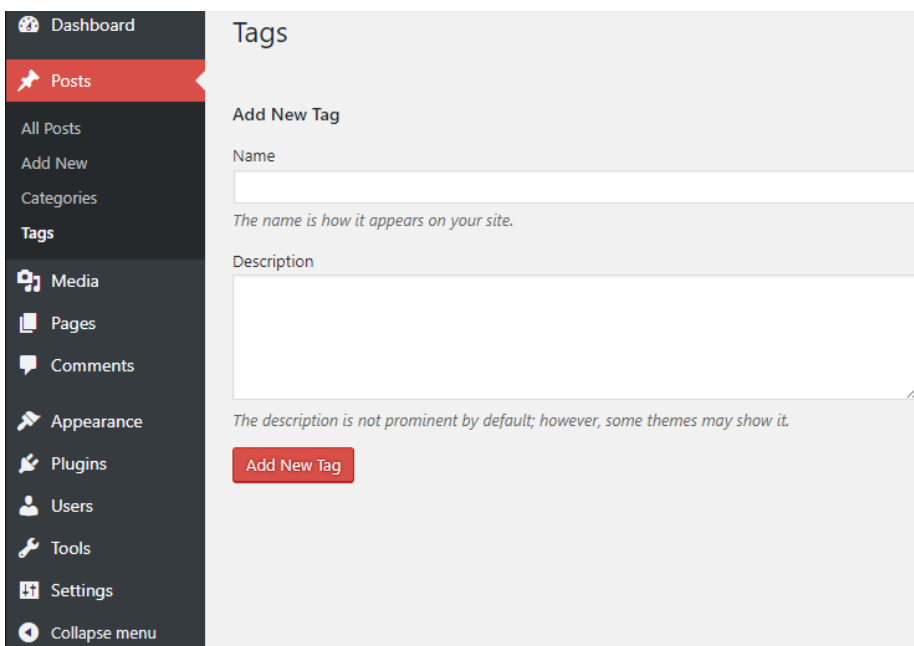 Dashboard
Posts
All Posts
Add New
Categories
Tags
Media
Pages
Comments
Appearance
Plugins
Users
Tools
Settings
Collapse menu
Tags
Add New Tag
Name
The name is how it appears on your site.
Description
The description is not prominent by default; however, some themes may show it.
Add New Tag